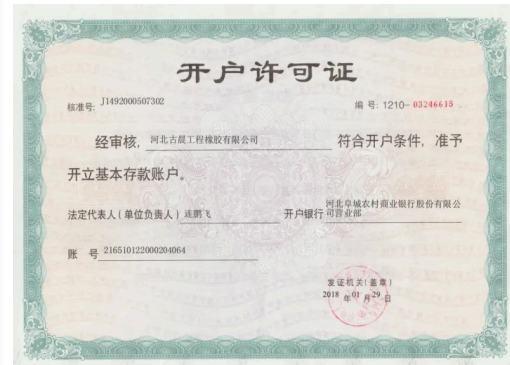 开户许可证
核准号: J1492000507302
编 号: 1210-03246615
经审核, 河北古晨工程橡胶有限公司 符合开户条件, 准予
开立基本存款账户。
法定代表人(单位负责人) 连鹏飞 开户银行 河北阜城农村商业银行股份有限公
司营业部
账 号 216510122000204064
发证机关(盖章)
2018 年 01 月 29 日